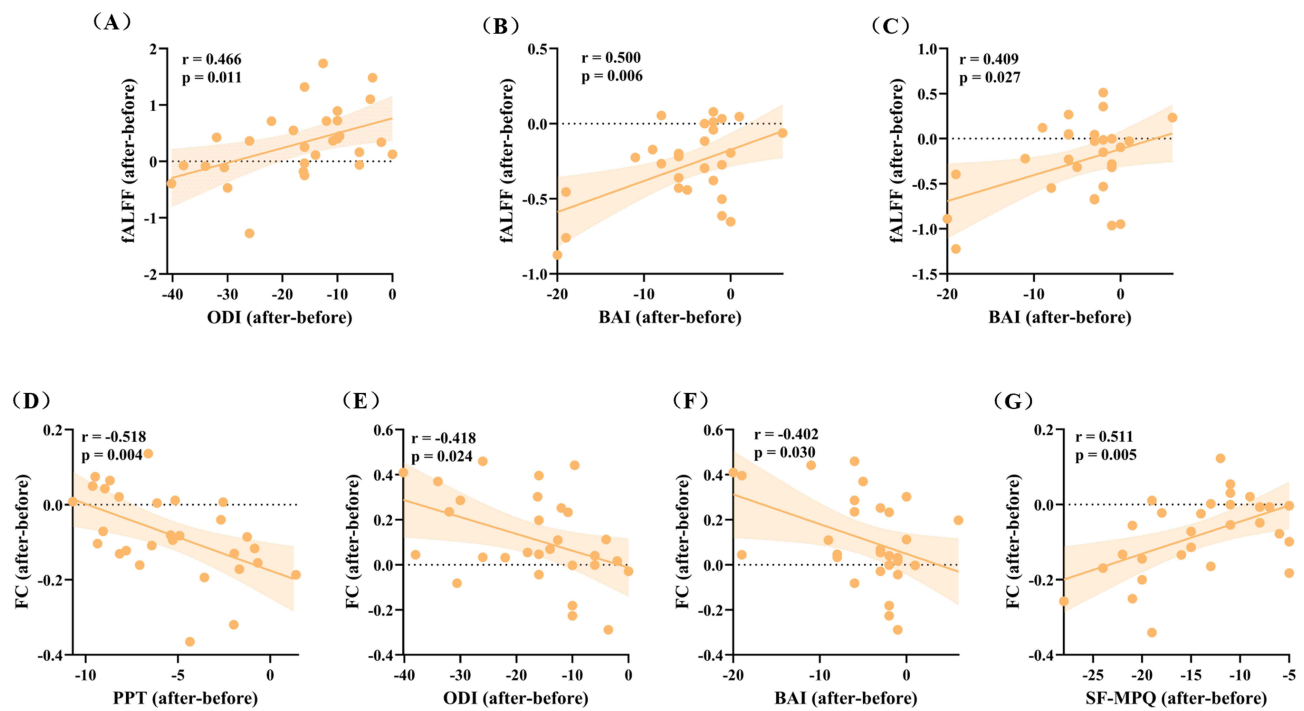 (A)
r = 0.466
p = 0.011
2
1
0
-1
-2
fALFF (after-before)
-40
-30
-20
-10
0
ODI (after-before)
(B)
r = 0.500
p = 0.006
0.5
0.0
-0.5
-1.0
fALFF (after-before)
-20
-10
0
BAI (after-before)
(C)
r = 0.409
p = 0.027
1.0
0.5
-0.0
-0.5
-1.0
-1.5
fALFF (after-before)
-20
-10
0
BAI (after-before)
(D)
r = -0.518
p = 0.004
0.2
0.0
-0.2
-0.4
FC (after-before)
-10
-5
0
PPT (after-before)
(E)
r = -0.418
p = 0.024
0.6
0.4
0.2
0.0
-0.2
-0.4
FC (after-before)
-40
-30
-20
-10
0
ODI (after-before)
(F)
r = -0.402
p = 0.030
0.6
0.4
0.2
0.0
-0.2
-0.4
FC (after-before)
-20
-10
0
BAI (after-before)
(G)
r = 0.511
p = 0.005
0.2
0.0
-0.2
-0.4
FC (after-before)
-25
-20
-15
-10
-5
SF-MPQ (after-before)